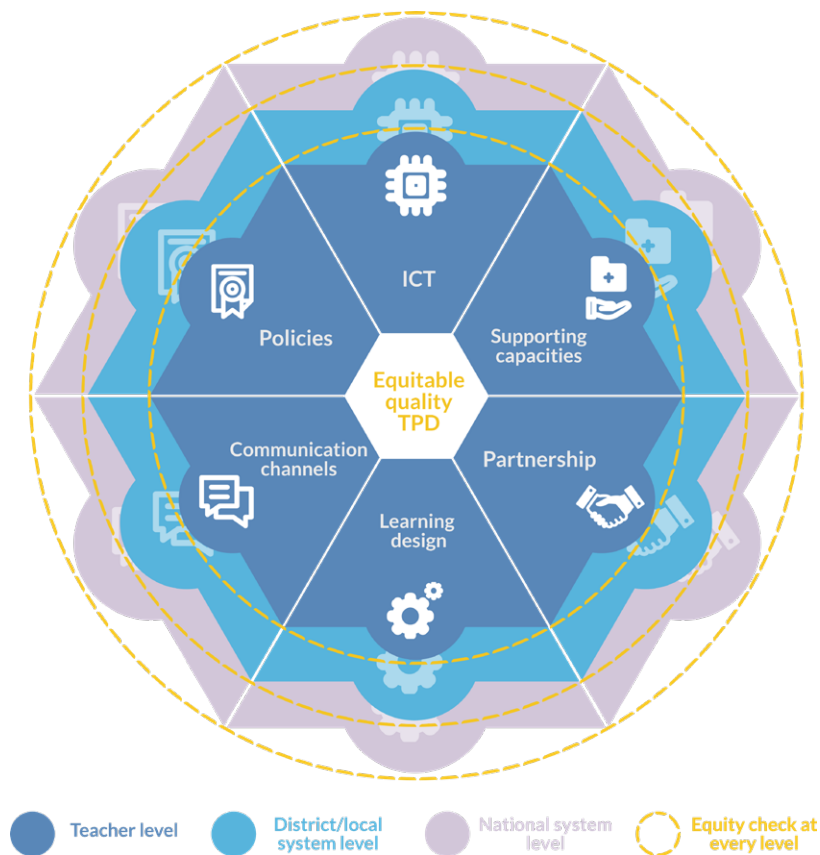 ICT
Policies
Supporting
capacities
Equitable
quality
TPD
Communication
channels
Partnership
Learning
design
Teacher level
District/local
system level
National system
level
Equity check at
every level